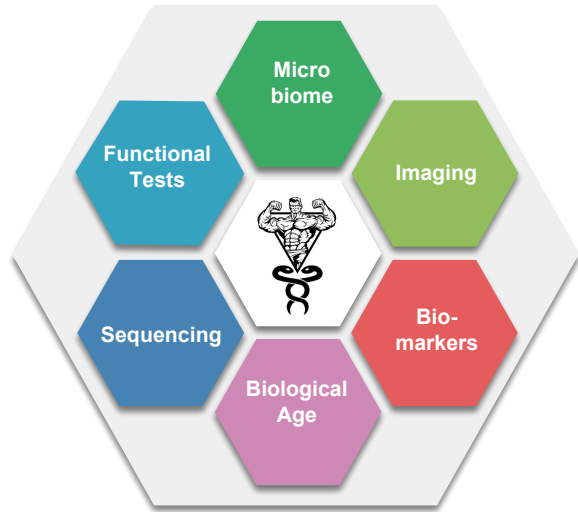 Micro
biome
Functional
Tests
Imaging
Sequencing
Bio-
markers
Biological
Age